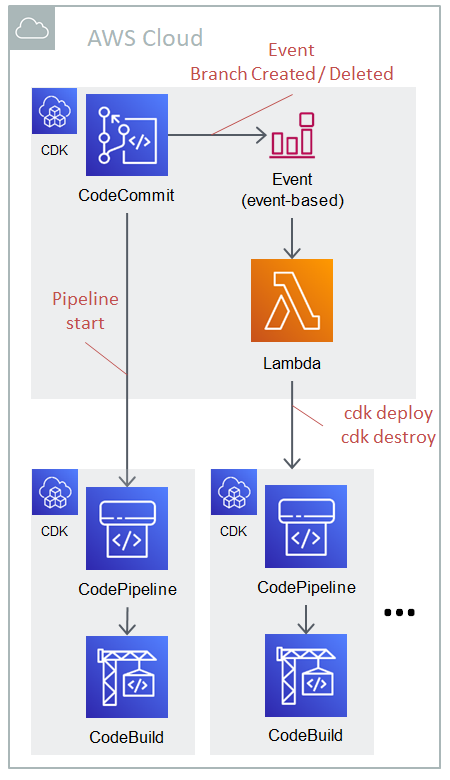 AWS Cloud
Event
Branch Created / Deleted
CDK
CodeCommit
Event
(event-based)
Pipeline
start
Lambda
cdk deploy
cdk destroy
CDK
CodePipeline
CodeBuild
CDK
CodePipeline
CodeBuild
...